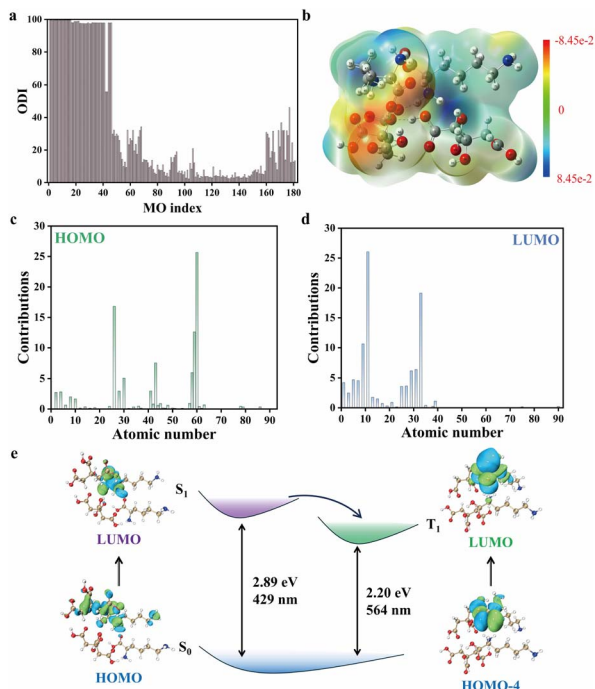 a
100
80
60
40
20
0
ODI
0 20 40 60 80 100 120 140 160 180
MO index
b
-8.45e-2
0
8.45e-2
c
HOMO
30
25
20
15
10
5
0
Contributions
0 10 20 30 40 50 60 70 80 90
Atomic number
d
LUMO
30
25
20
15
10
5
0
Contributions
0 10 20 30 40 50 60 70 80 90
Atomic number
e
LUMO
S1
T1
LUMO
2.89 eV
429 nm
2.20 eV
564 nm
HOMO
S0
HOMO-4